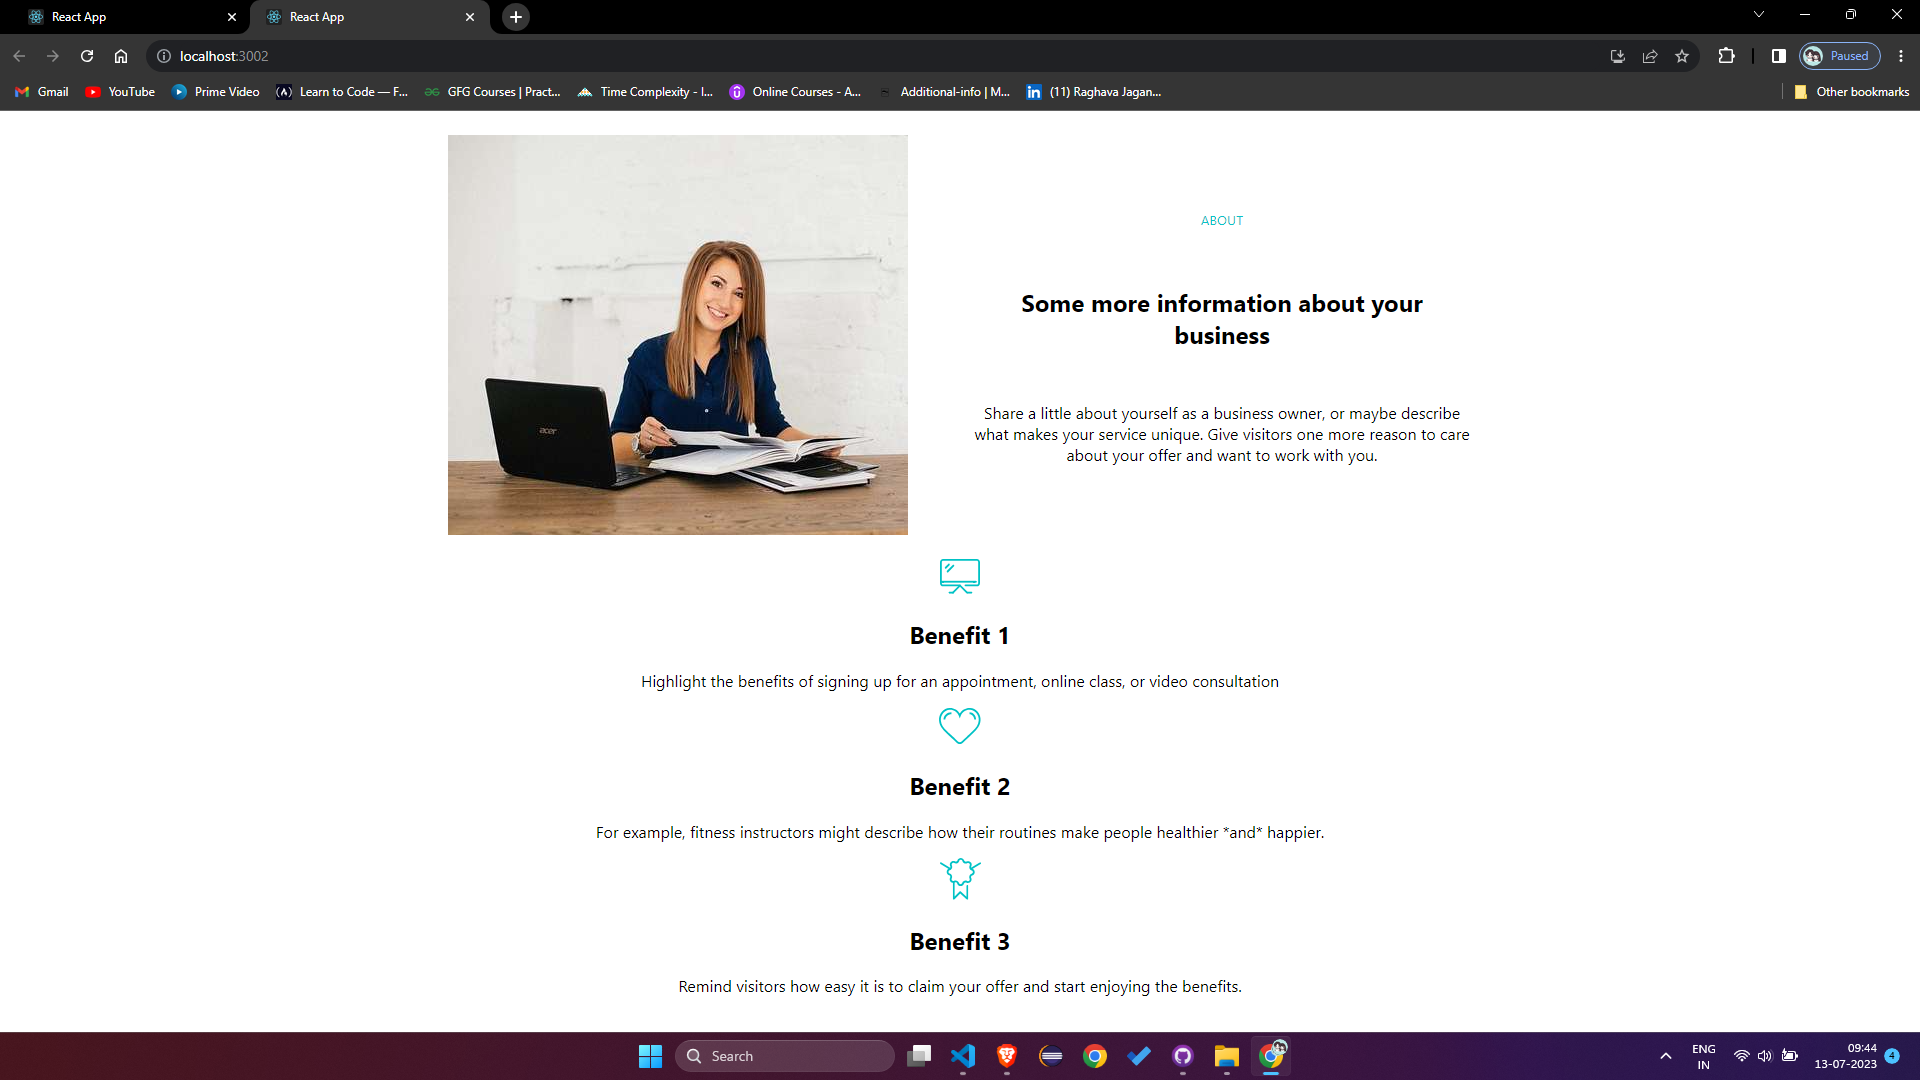 React App
React App
localhost:3002
Paused
Gmail
YouTube
Prime Video
Learn to Code — F...
GFG Courses | Pract...
Time Complexity - I...
Online Courses - A...
Additional-info | M...
(11) Raghava Jagan...
Other bookmarks
acer
ABOUT
Some more information about your
business
Share a little about yourself as a business owner, or maybe describe
what makes your service unique. Give visitors one more reason to care
about your offer and want to work with you.
Benefit 1
Highlight the benefits of signing up for an appointment, online class, or video consultation
Benefit 2
For example, fitness instructors might describe how their routines make people healthier *and* happier.
Benefit 3
Remind visitors how easy it is to claim your offer and start enjoying the benefits.
Search
ENG
IN
09:44
13-07-2023
4